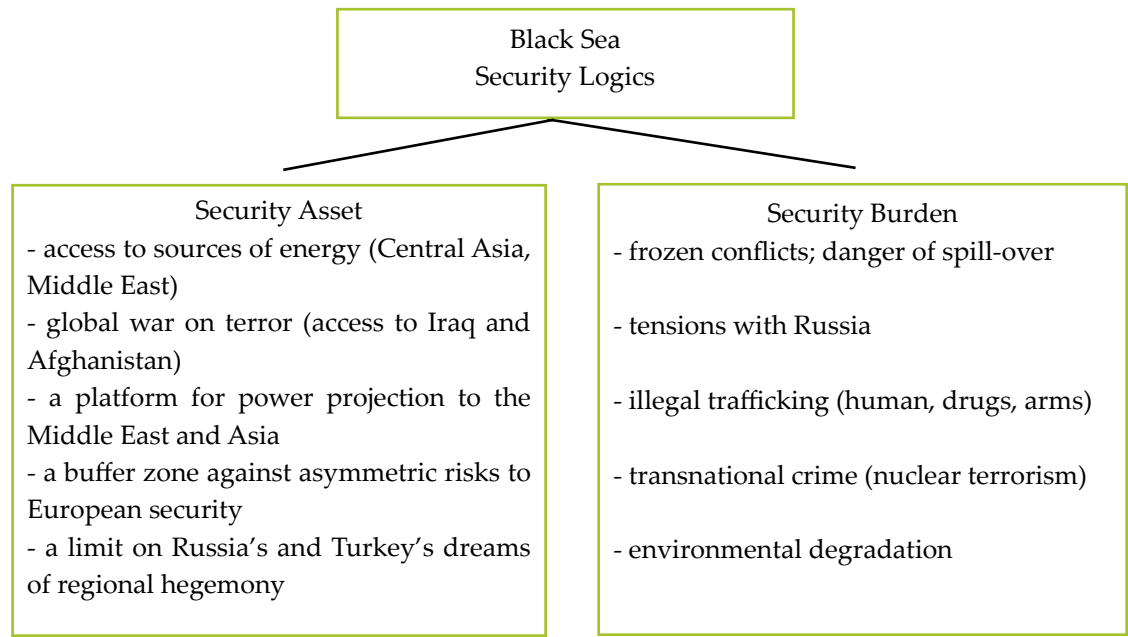 Black Sea
Security Logics
Security Asset
- access to sources of energy (Central Asia,
Middle East)
- global war on terror (access to Iraq and
Afghanistan)
- a platform for power projection to the
Middle East and Asia
- a buffer zone against asymmetric risks to
European security
- a limit on Russia’s and Turkey’s dreams
of regional hegemony
Security Burden
- frozen conflicts; danger of spill-over
- tensions with Russia
- illegal trafficking (human, drugs, arms)
- transnational crime (nuclear terrorism)
- environmental degradation